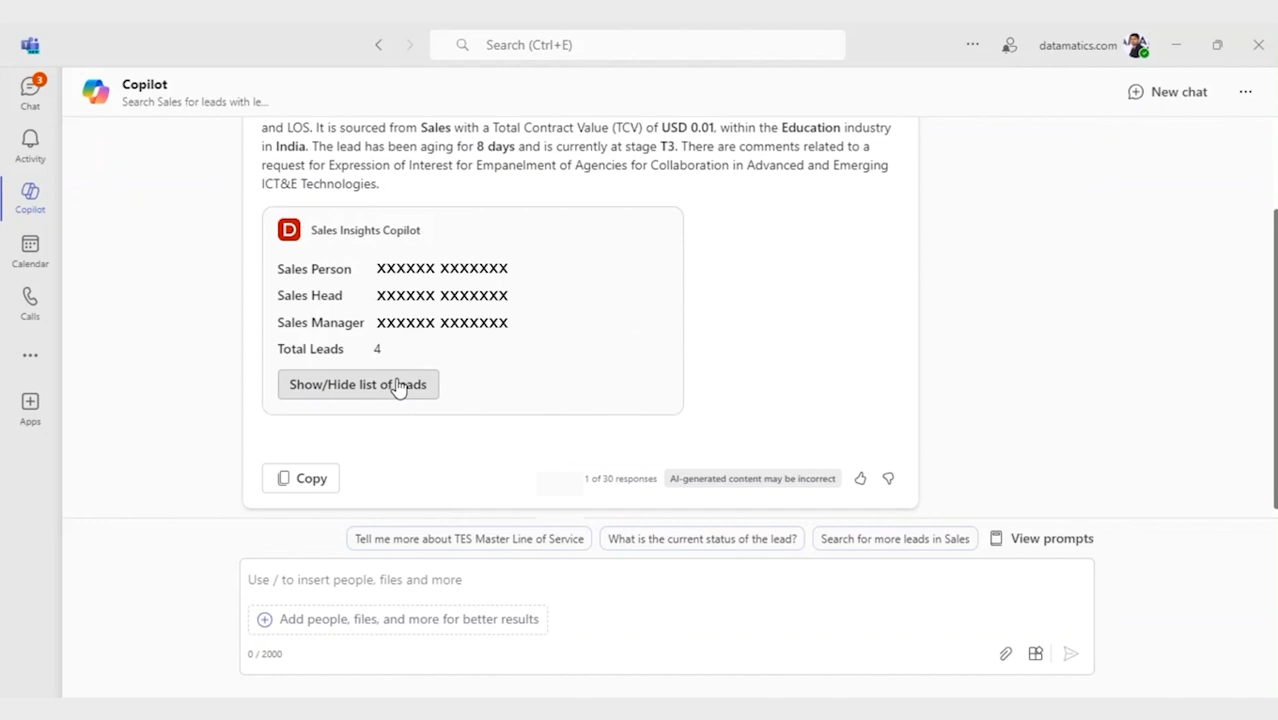 Search (Ctrl+E)
datamatics.com
3
Chat
Activity
Copilot
Calendar
Calls
Apps
Copilot
Search Sales for leads with le...
New chat
and LOS. It is sourced from Sales with a Total Contract Value (TCV) of USD 0.01, within the Education industry
in India. The lead has been aging for 8 days and is currently at stage T3. There are comments related to a
request for Expression of Interest for Empanelment of Agencies for Collaboration in Advanced and Emerging
ICT&E Technologies.
D
Sales Insights Copilot
Sales Person XXXXXX XXXXXXX
Sales Head XXXXXX XXXXXXX
Sales Manager XXXXXX XXXXXXX
Total Leads 4
Show/Hide list of leads
Copy
1 of 30 responses
AI-generated content may be incorrect
Tell me more about TES Master Line of Service
What is the current status of the lead?
Search for more leads in Sales
View prompts
Use / to insert people, files and more
Add people, files, and more for better results
0 / 2000